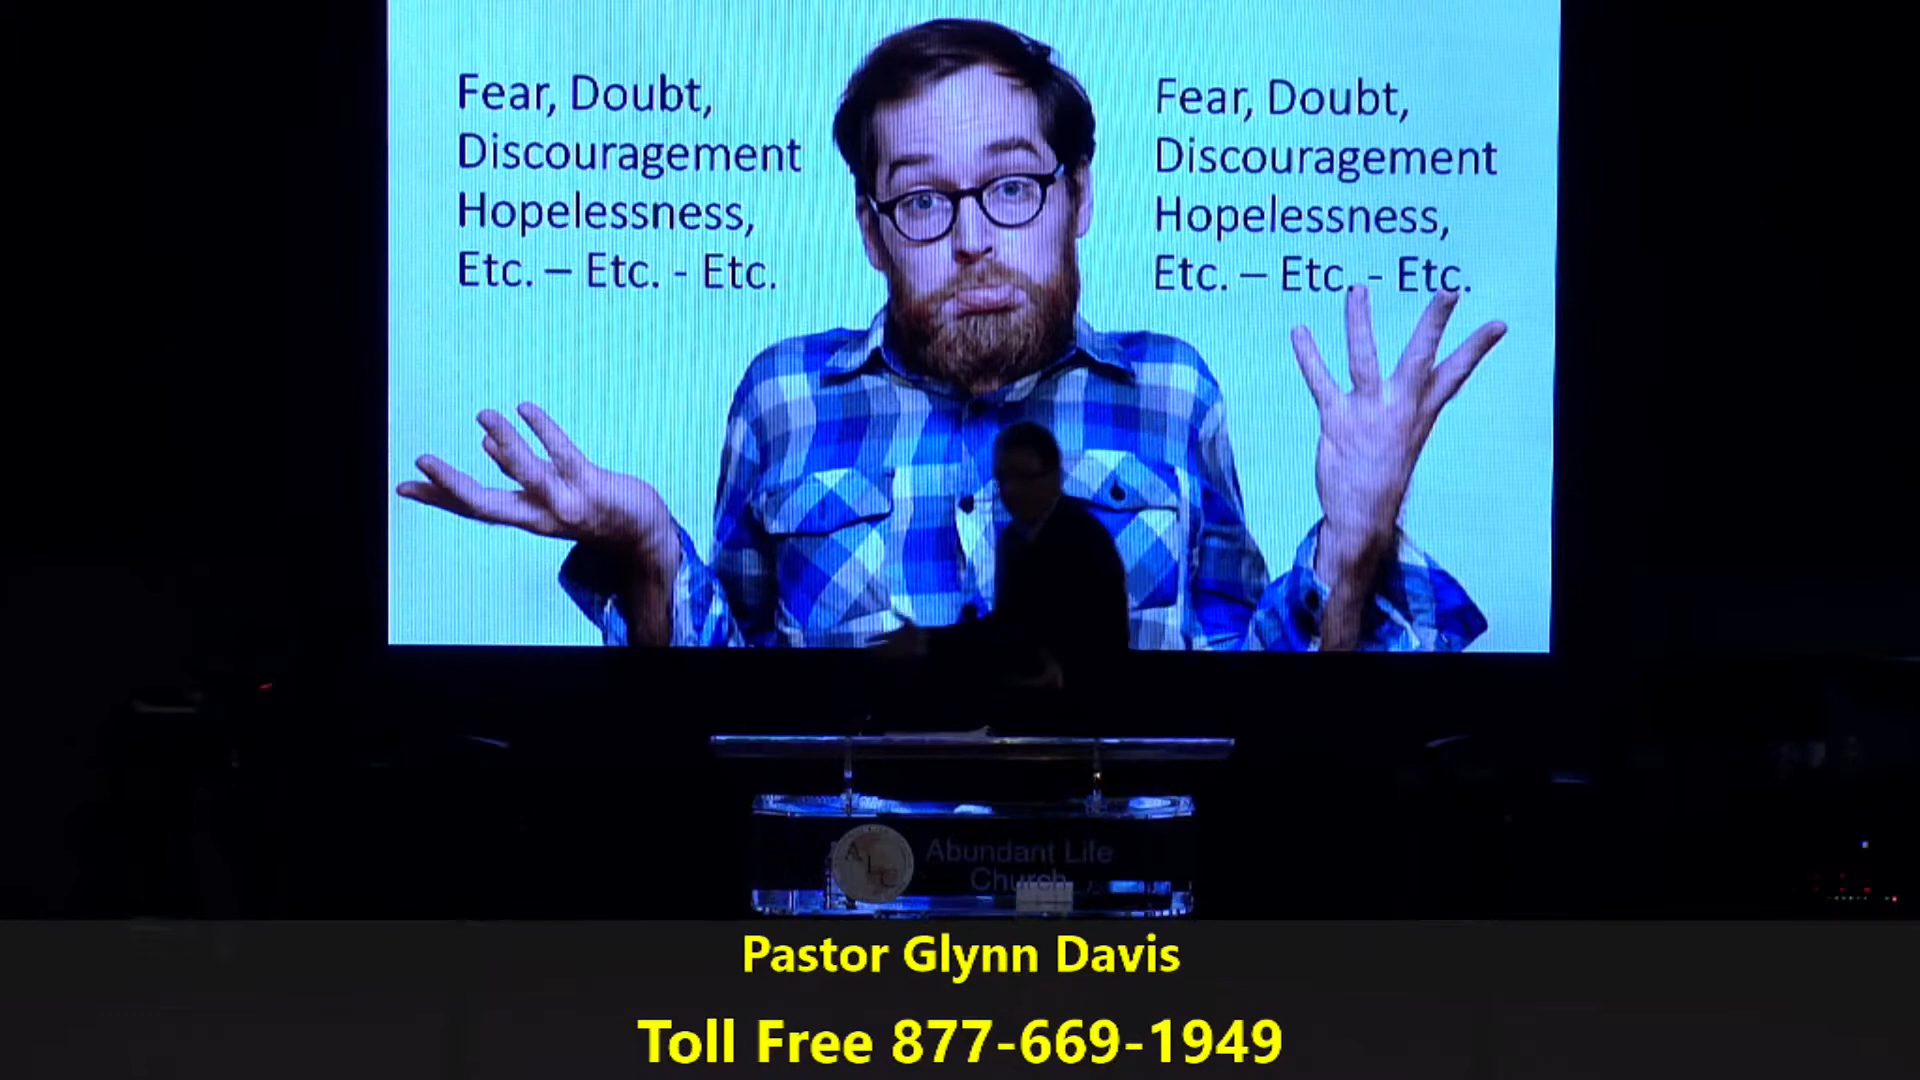 Fear, Doubt,
Discouragement
Hopelessness,
Etc. – Etc. - Etc.
Fear, Doubt,
Discouragement
Hopelessness,
Etc. – Etc. - Etc.
ALC
Abundant Life
Church
Pastor Glynn Davis
Toll Free 877-669-1949